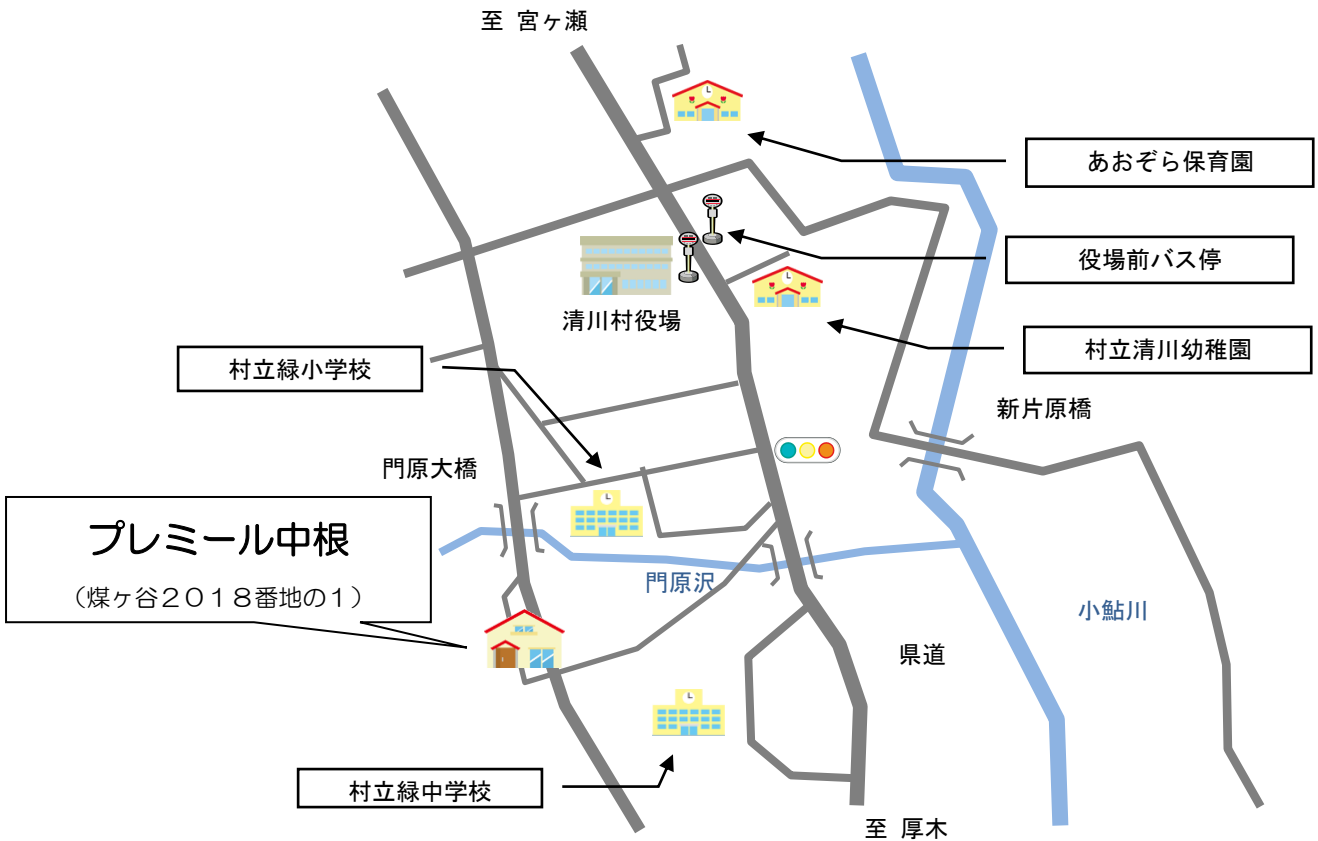 至 宮ヶ瀬
あおぞら保育園
役場前バス停
清川村役場
村立清川幼稚園
村立緑小学校
新片原橋
門原大橋
プレミール中根
（煤ヶ谷２０１８番地の１）
門原沢
小鮎川
県道
村立緑中学校
至 厚木